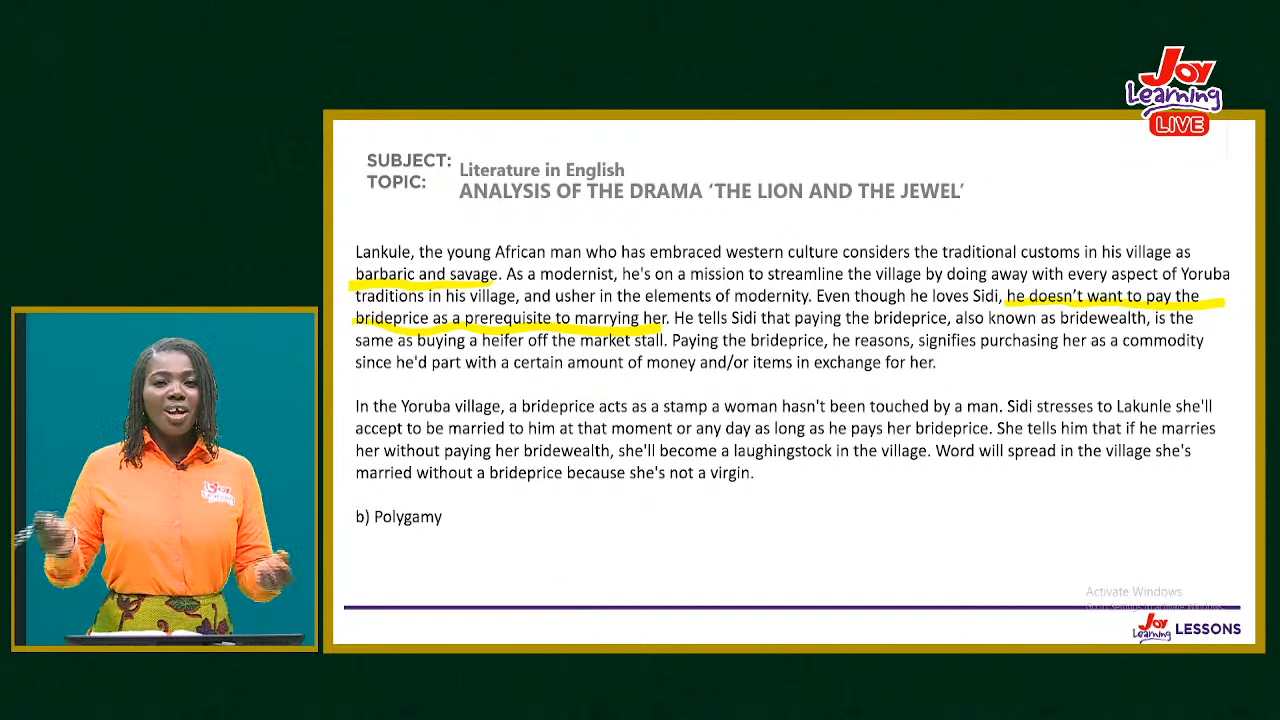 Joy
Learning
LIVE
SUBJECT: Literature in English
TOPIC: ANALYSIS OF THE DRAMA ‘THE LION AND THE JEWEL’
Lankule, the young African man who has embraced western culture considers the traditional customs in his village as
barbaric and savage. As a modernist, he's on a mission to streamline the village by doing away with every aspect of Yoruba
traditions in his village, and usher in the elements of modernity. Even though he loves Sidi, he doesn’t want to pay the
brideprice as a prerequisite to marrying her. He tells Sidi that paying the brideprice, also known as bridewealth, is the
same as buying a heifer off the market stall. Paying the brideprice, he reasons, signifies purchasing her as a commodity
since he'd part with a certain amount of money and/or items in exchange for her.
In the Yoruba village, a brideprice acts as a stamp a woman hasn't been touched by a man. Sidi stresses to Lakunle she'll
accept to be married to him at that moment or any day as long as he pays her brideprice. She tells him that if he marries
her without paying her bridewealth, she'll become a laughingstock in the village. Word will spread in the village she's
married without a brideprice because she's not a virgin.
b) Polygamy
Activate Windows
Joy
Learning LESSONS
Joy
Learning